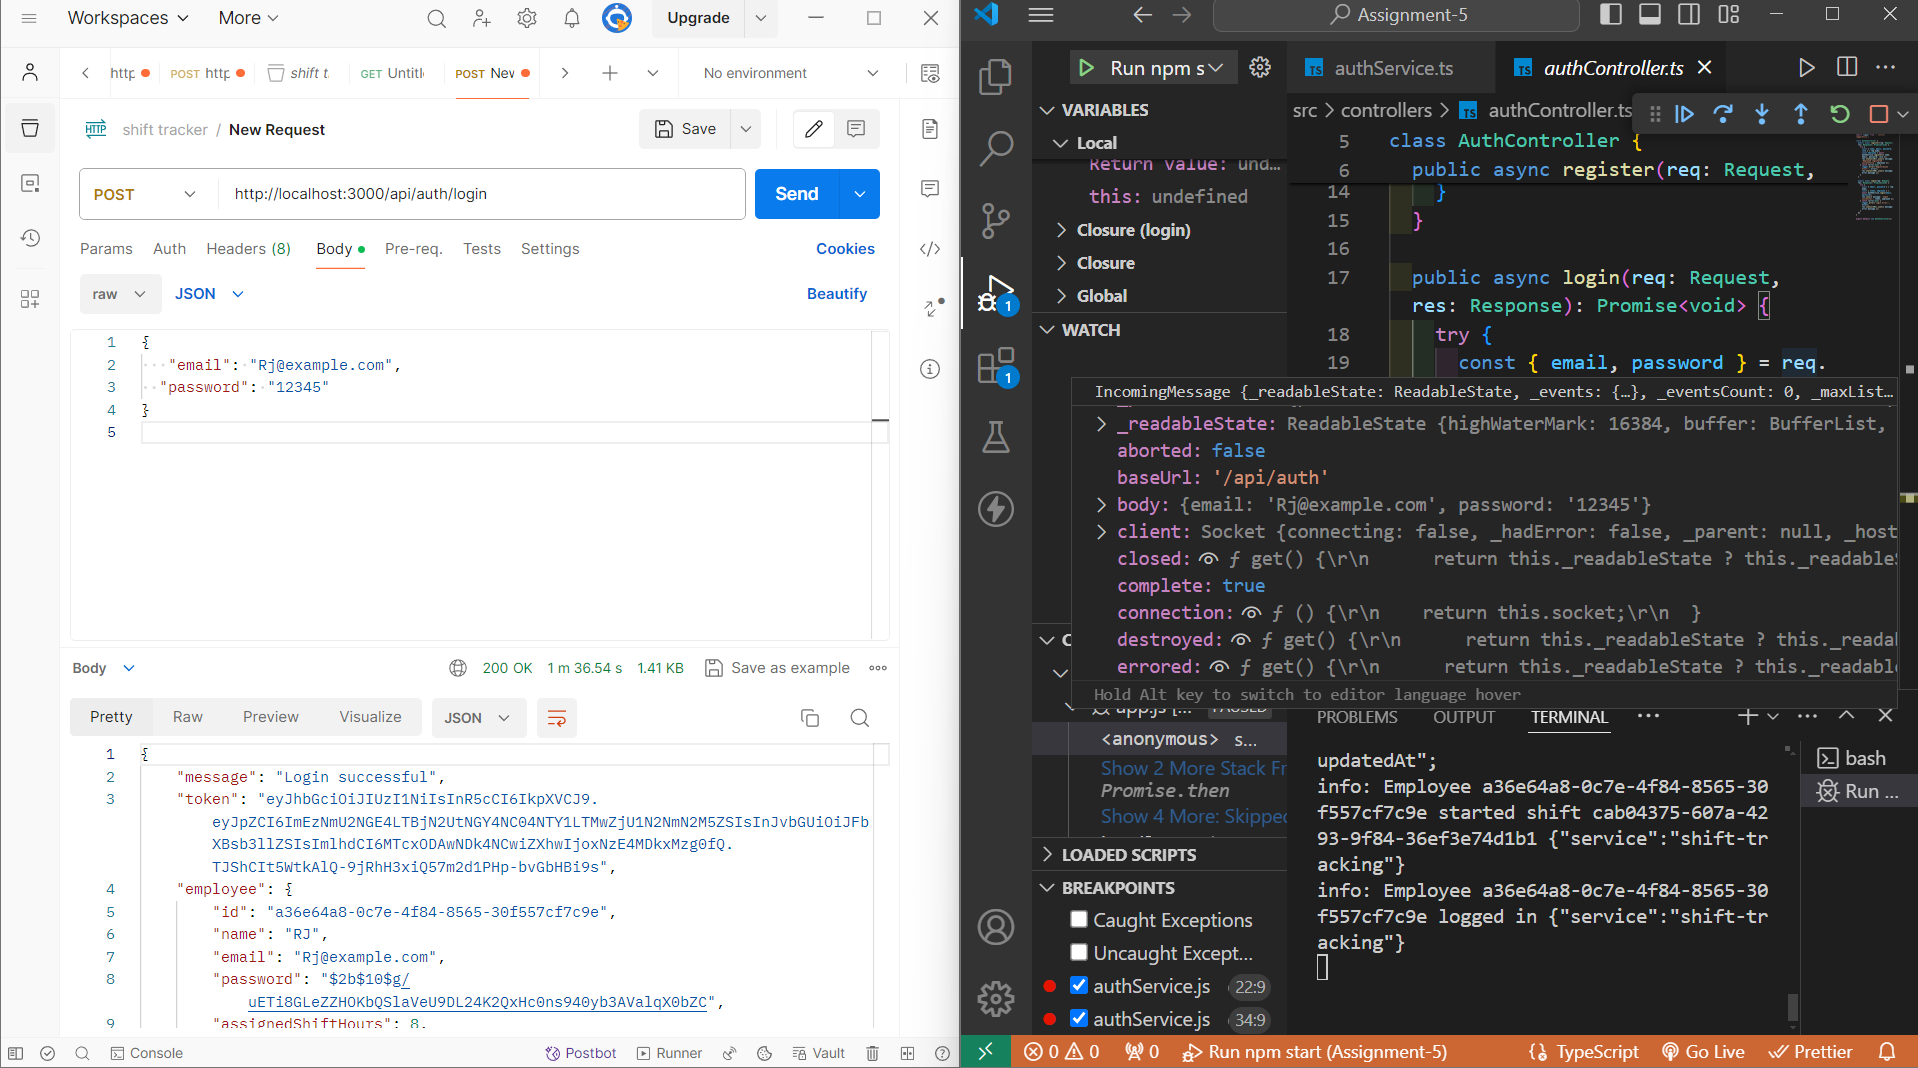 Workspaces
More
Upgrade
http
POST http
shift t
GET Untitl
POST New
No environment
HTTP shift tracker / New Request
Save
POST
http://localhost:3000/api/auth/login
Send
Params
Auth
Headers (8)
Body
Pre-req.
Tests
Settings
Cookies
raw
JSON
Beautify
1 {
2 "email": "Rj@example.com",
3 "password": "12345"
4 }
5
Body
200 OK 1 m 36.54 s 1.41 KB
Save as example
Pretty
Raw
Preview
Visualize
JSON
1 {
2 "message": "Login successful",
3 "token": "eyJhbGciOiJIUzI1NiIsInR5cCI6IkpXVCJ9.
eyJpZCI6ImEzNmU2NGE4LTBjN2UtNGY4NC04NTY1LTMwZjU1N2NmN2M5ZSIsInJvbGUiOiJFb
XBsb3llZSIsImlhdCI6MTcxODAwNDk4NCwiZXhwIjoxNzE4MDkxMzg0fQ.
TJShCIt5WtkAlQ-9jRhH3xiQ57m2d1PHp-bvGbHBi9s",
4 "employee": {
5 "id": "a36e64a8-0c7e-4f84-8565-30f557cf7c9e",
6 "name": "RJ",
7 "email": "Rj@example.com",
8 "password": "$2b$10$g/
uETi8GLeZZHOKbQSlaVeU9DL24K2QxHc0ns940yb3AValqX0bZC",
9 "assignedShiftHours": 8,
Console
Postbot
Runner
Vault
Assignment-5
Run npm s
TS authService.ts
TS authController.ts
VARIABLES
Local
Return value: und...
this: undefined
Closure (login)
Closure
Global
WATCH
1
1
src > controllers > TS authController.ts
5 class AuthController {
6 public async register(req: Request,
14 }
15 }
16
17 public async login(req: Request,
res: Response): Promise<void> {
18 try {
19 const { email, password } = req.
IncomingMessage {_readableState: ReadableState, _events: {…}, _eventsCount: 0, _maxList…
_readableState: ReadableState {highWaterMark: 16384, buffer: BufferList,
aborted: false
baseUrl: '/api/auth'
body: {email: 'Rj@example.com', password: '12345'}
client: Socket {connecting: false, _hadError: false, _parent: null, _host
closed: ƒ get() {\r\n return this._readableState ? this._readableS
complete: true
connection: ƒ () {\r\n return this.socket;\r\n }
destroyed: ƒ get() {\r\n return this._readableState ? this._readab
errored: ƒ get() {\r\n return this._readableState ? this._readable
Hold Alt key to switch to editor language hover
C
app.js [... PAUSED
<anonymous> s...
Show 2 More Stack Fr
Promise.then
Show 4 More: Skipped
LOADED SCRIPTS
BREAKPOINTS
Caught Exceptions
Uncaught Except...
authService.js 22:9
authService.js 34:9
PROBLEMS
OUTPUT
TERMINAL
updatedAt";
info: Employee a36e64a8-0c7e-4f84-8565-30
f557cf7c9e started shift cab04375-607a-42
93-9f84-36ef3e74d1b1 {"service":"shift-tr
acking"}
info: Employee a36e64a8-0c7e-4f84-8565-30
f557cf7c9e logged in {"service":"shift-tr
acking"}
bash
Run ...
0 0
0
Run npm start (Assignment-5)
TypeScript
Go Live
Prettier